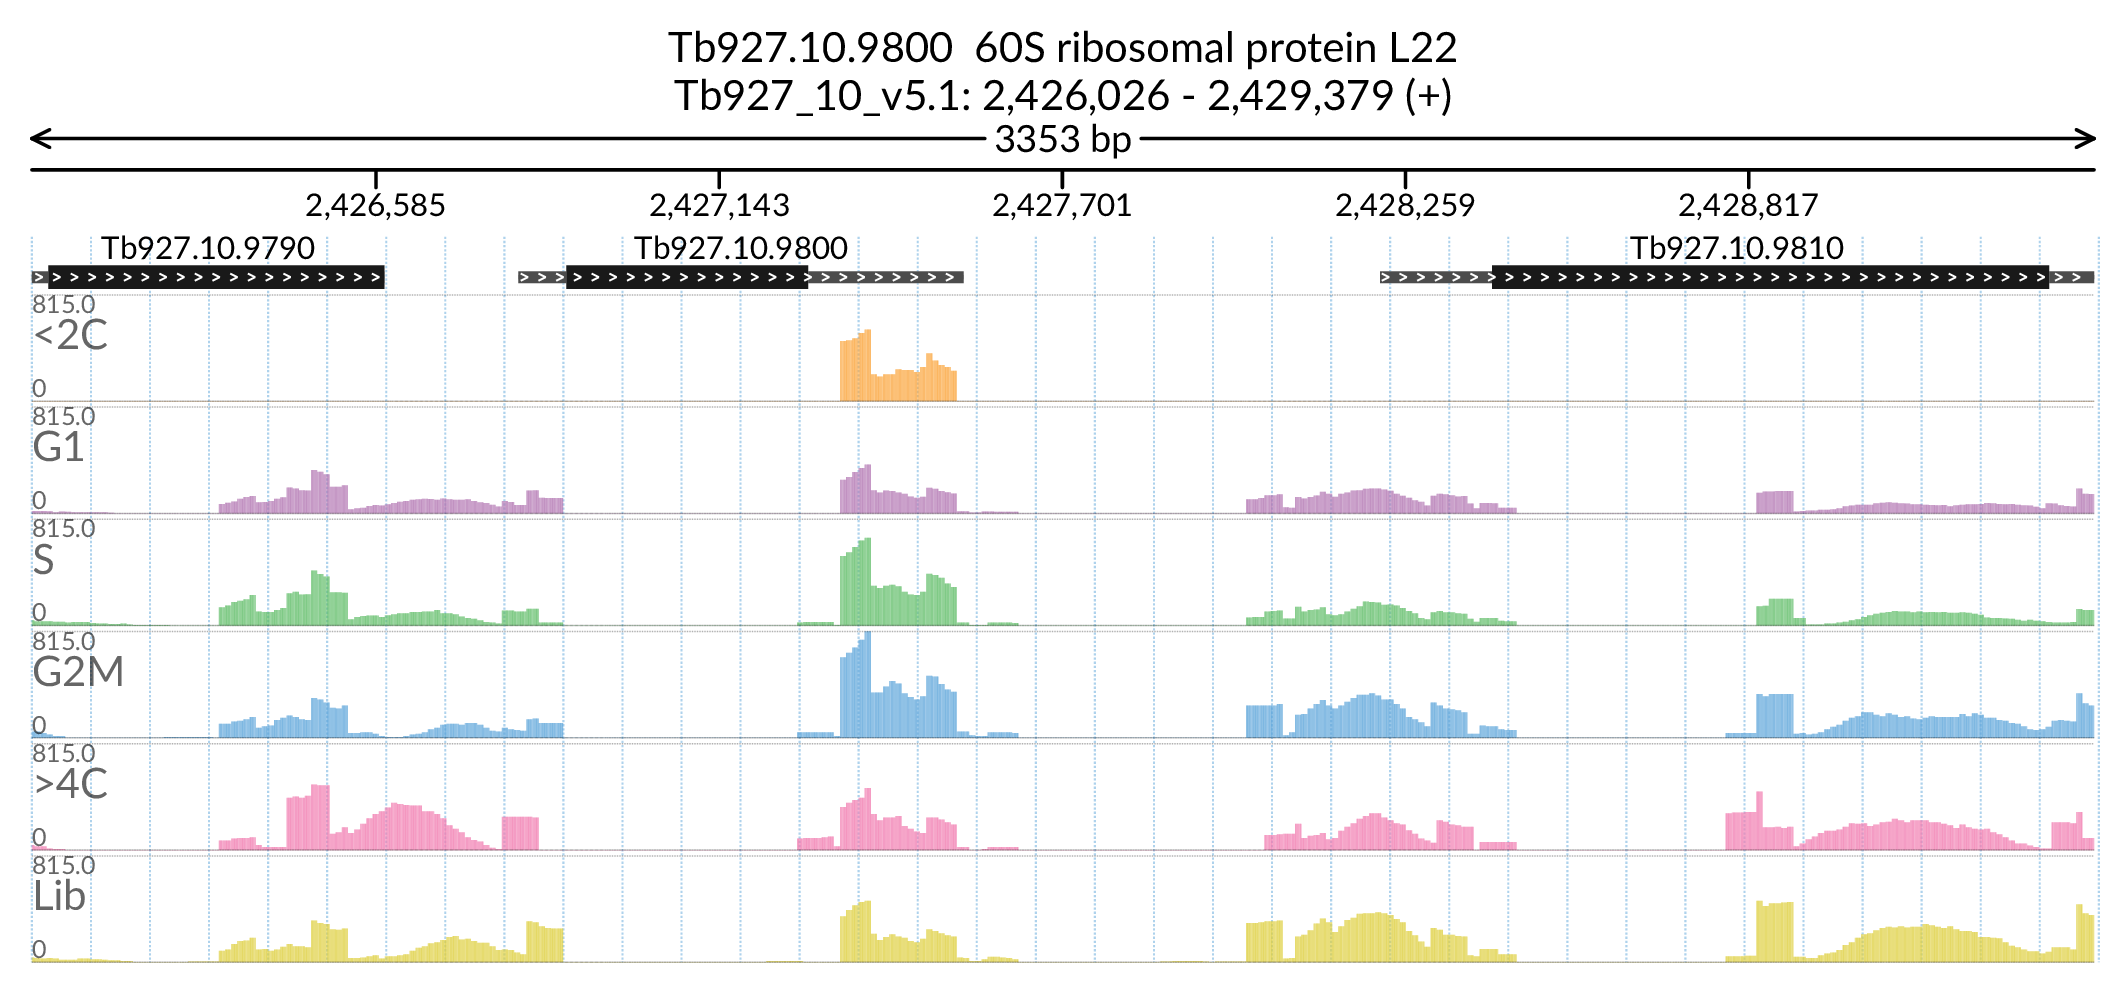 Tb927.10.9800  60S ribosomal protein L22
Tb927_10_v5.1: 2,426,026 - 2,429,379 (+)
3353 bp
2,426,585 2,427,143 2,427,701 2,428,259 2,428,817
Tb927.10.9790 Tb927.10.9800 Tb927.10.9810
815.0
<2C
0
815.0
G1
0
815.0
S
0
815.0
G2M
0
815.0
>4C
0
815.0
Lib
0